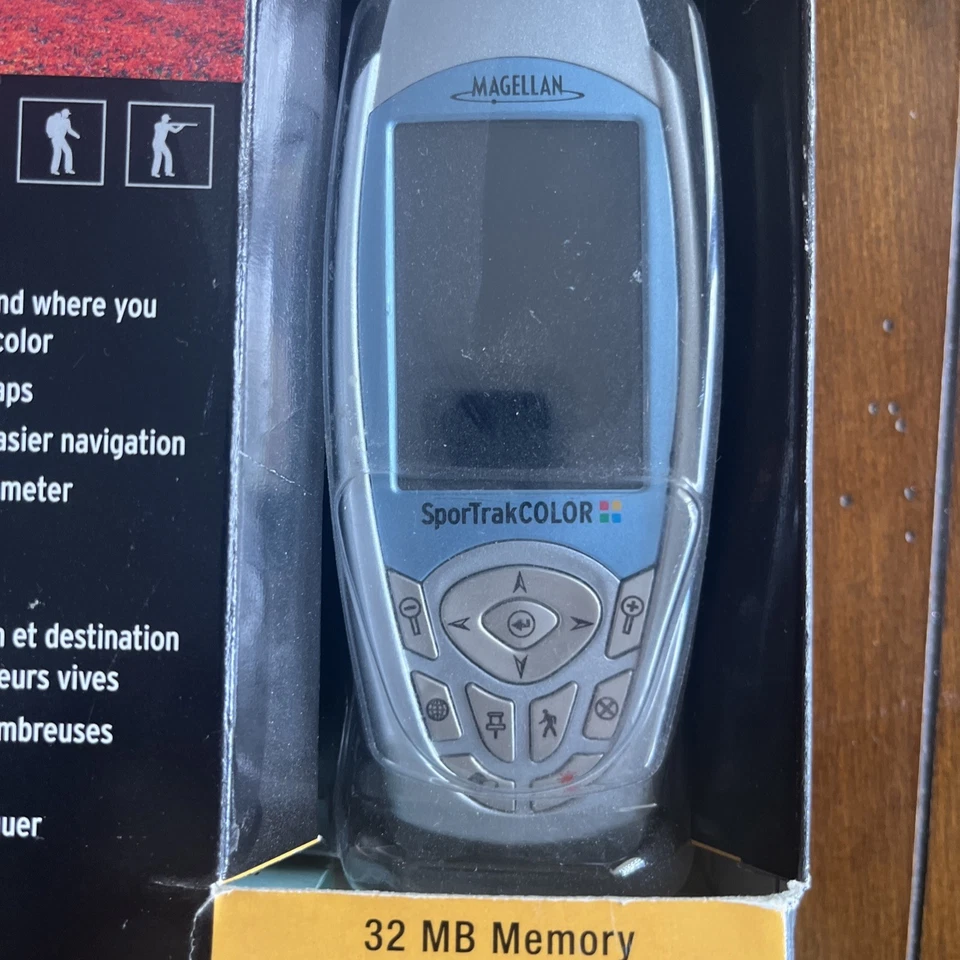 MAGELLAN
nd where you
color
aps
asier navigation
meter
SporTrakCOLOR
n et destination
eurs vives
mbreuses
uer
32 MB Memory